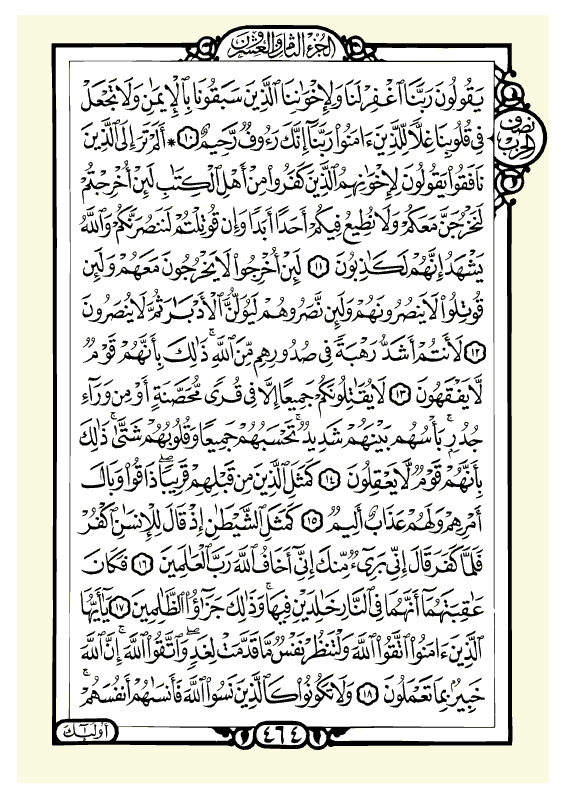 الجزء الثامن والعشرون
يَقُولُونَ رَبَّنَا ٱغْفِرْ لَنَا وَلِإِخْوَٰنِنَا ٱلَّذِينَ سَبَقُونَا بِٱلْإِيمَٰنِ وَلَا تَجْعَلْ
فِى قُلُوبِنَا غِلًّا لِّلَّذِينَ ءَامَنُوا۟ رَبَّنَآ إِنَّكَ رَءُوفٌ رَّحِيمٌ ١٠ * أَلَمْ تَرَ إِلَى ٱلَّذِينَ
نَافَقُوا۟ يَقُولُونَ لِإِخْوَٰنِهِمُ ٱلَّذِينَ كَفَرُوا۟ مِنْ أَهْلِ ٱلْكِتَٰبِ لَئِنْ أُخْرِجْتُمْ
لَنَخْرُجَنَّ مَعَكُمْ وَلَا نُطِيعُ فِيكُمْ أَحَدًا أَبَدًا وَإِن قُوتِلْتُمْ لَنَنصُرَنَّكُمْ وَٱللَّهُ
يَشْهَدُ إِنَّهُمْ لَكَٰذِبُونَ ١١ لَئِنْ أُخْرِجُوا۟ لَا يَخْرُجُونَ مَعَهُمْ وَلَئِن
قُوتِلُوا۟ لَا يَنصُرُونَهُمْ وَلَئِن نَّصَرُوهُمْ لَيُوَلُّنَّ ٱلْأَدْبَٰرَ ثُمَّ لَا يُنصَرُونَ
١٢ لَأَنتُمْ أَشَدُّ رَهْبَةً فِى صُدُورِهِم مِّنَ ٱللَّهِ ۚ ذَٰلِكَ بِأَنَّهُمْ قَوْمٌ
لَّا يَفْقَهُونَ ١٣ لَا يُقَٰتِلُونَكُمْ جَمِيعًا إِلَّا فِى قُرًى مُّحَصَّنَةٍ أَوْ مِن وَرَآءِ
جُدُرٍۭ ۚ بَأْسُهُم بَيْنَهُمْ شَدِيدٌ ۚ تَحْسَبُهُمْ جَمِيعًا وَقُلُوبُهُمْ شَتَّىٰ ۚ ذَٰلِكَ
بِأَنَّهُمْ قَوْمٌ لَّا يَعْقِلُونَ ١٤ كَمَثَلِ ٱلَّذِينَ مِن قَبْلِهِمْ قَرِيبًا ۖ ذَاقُوا۟ وَبَالَ
أَمْرِهِمْ وَلَهُمْ عَذَابٌ أَلِيمٌ ١٥ كَمَثَلِ ٱلشَّيْطَٰنِ إِذْ قَالَ لِلْإِنسَٰنِ ٱكْفُرْ
فَلَمَّا كَفَرَ قَالَ إِنِّى بَرِىٓءٌ مِّنكَ إِنِّىٓ أَخَافُ ٱللَّهَ رَبَّ ٱلْعَٰلَمِينَ ١٦ فَكَانَ
عَٰقِبَتَهُمَآ أَنَّهُمَا فِى ٱلنَّارِ خَٰلِدَيْنِ فِيهَا ۚ وَذَٰلِكَ جَزَٰٓؤُا۟ ٱلظَّٰلِمِينَ ١٧ يَٰٓأَيُّهَا
ٱلَّذِينَ ءَامَنُوا۟ ٱتَّقُوا۟ ٱللَّهَ وَلْتَنظُرْ نَفْسٌ مَّا قَدَّمَتْ لِغَدٍ ۖ وَٱتَّقُوا۟ ٱللَّهَ ۚ إِنَّ ٱللَّهَ
خَبِيرٌۢ بِمَا تَعْمَلُونَ ١٨ وَلَا تَكُونُوا۟ كَٱلَّذِينَ نَسُوا۟ ٱللَّهَ فَأَنسَىٰهُمْ أَنفُسَهُمْ ۚ
نصف
الحزب
٤٦٤
أولئك